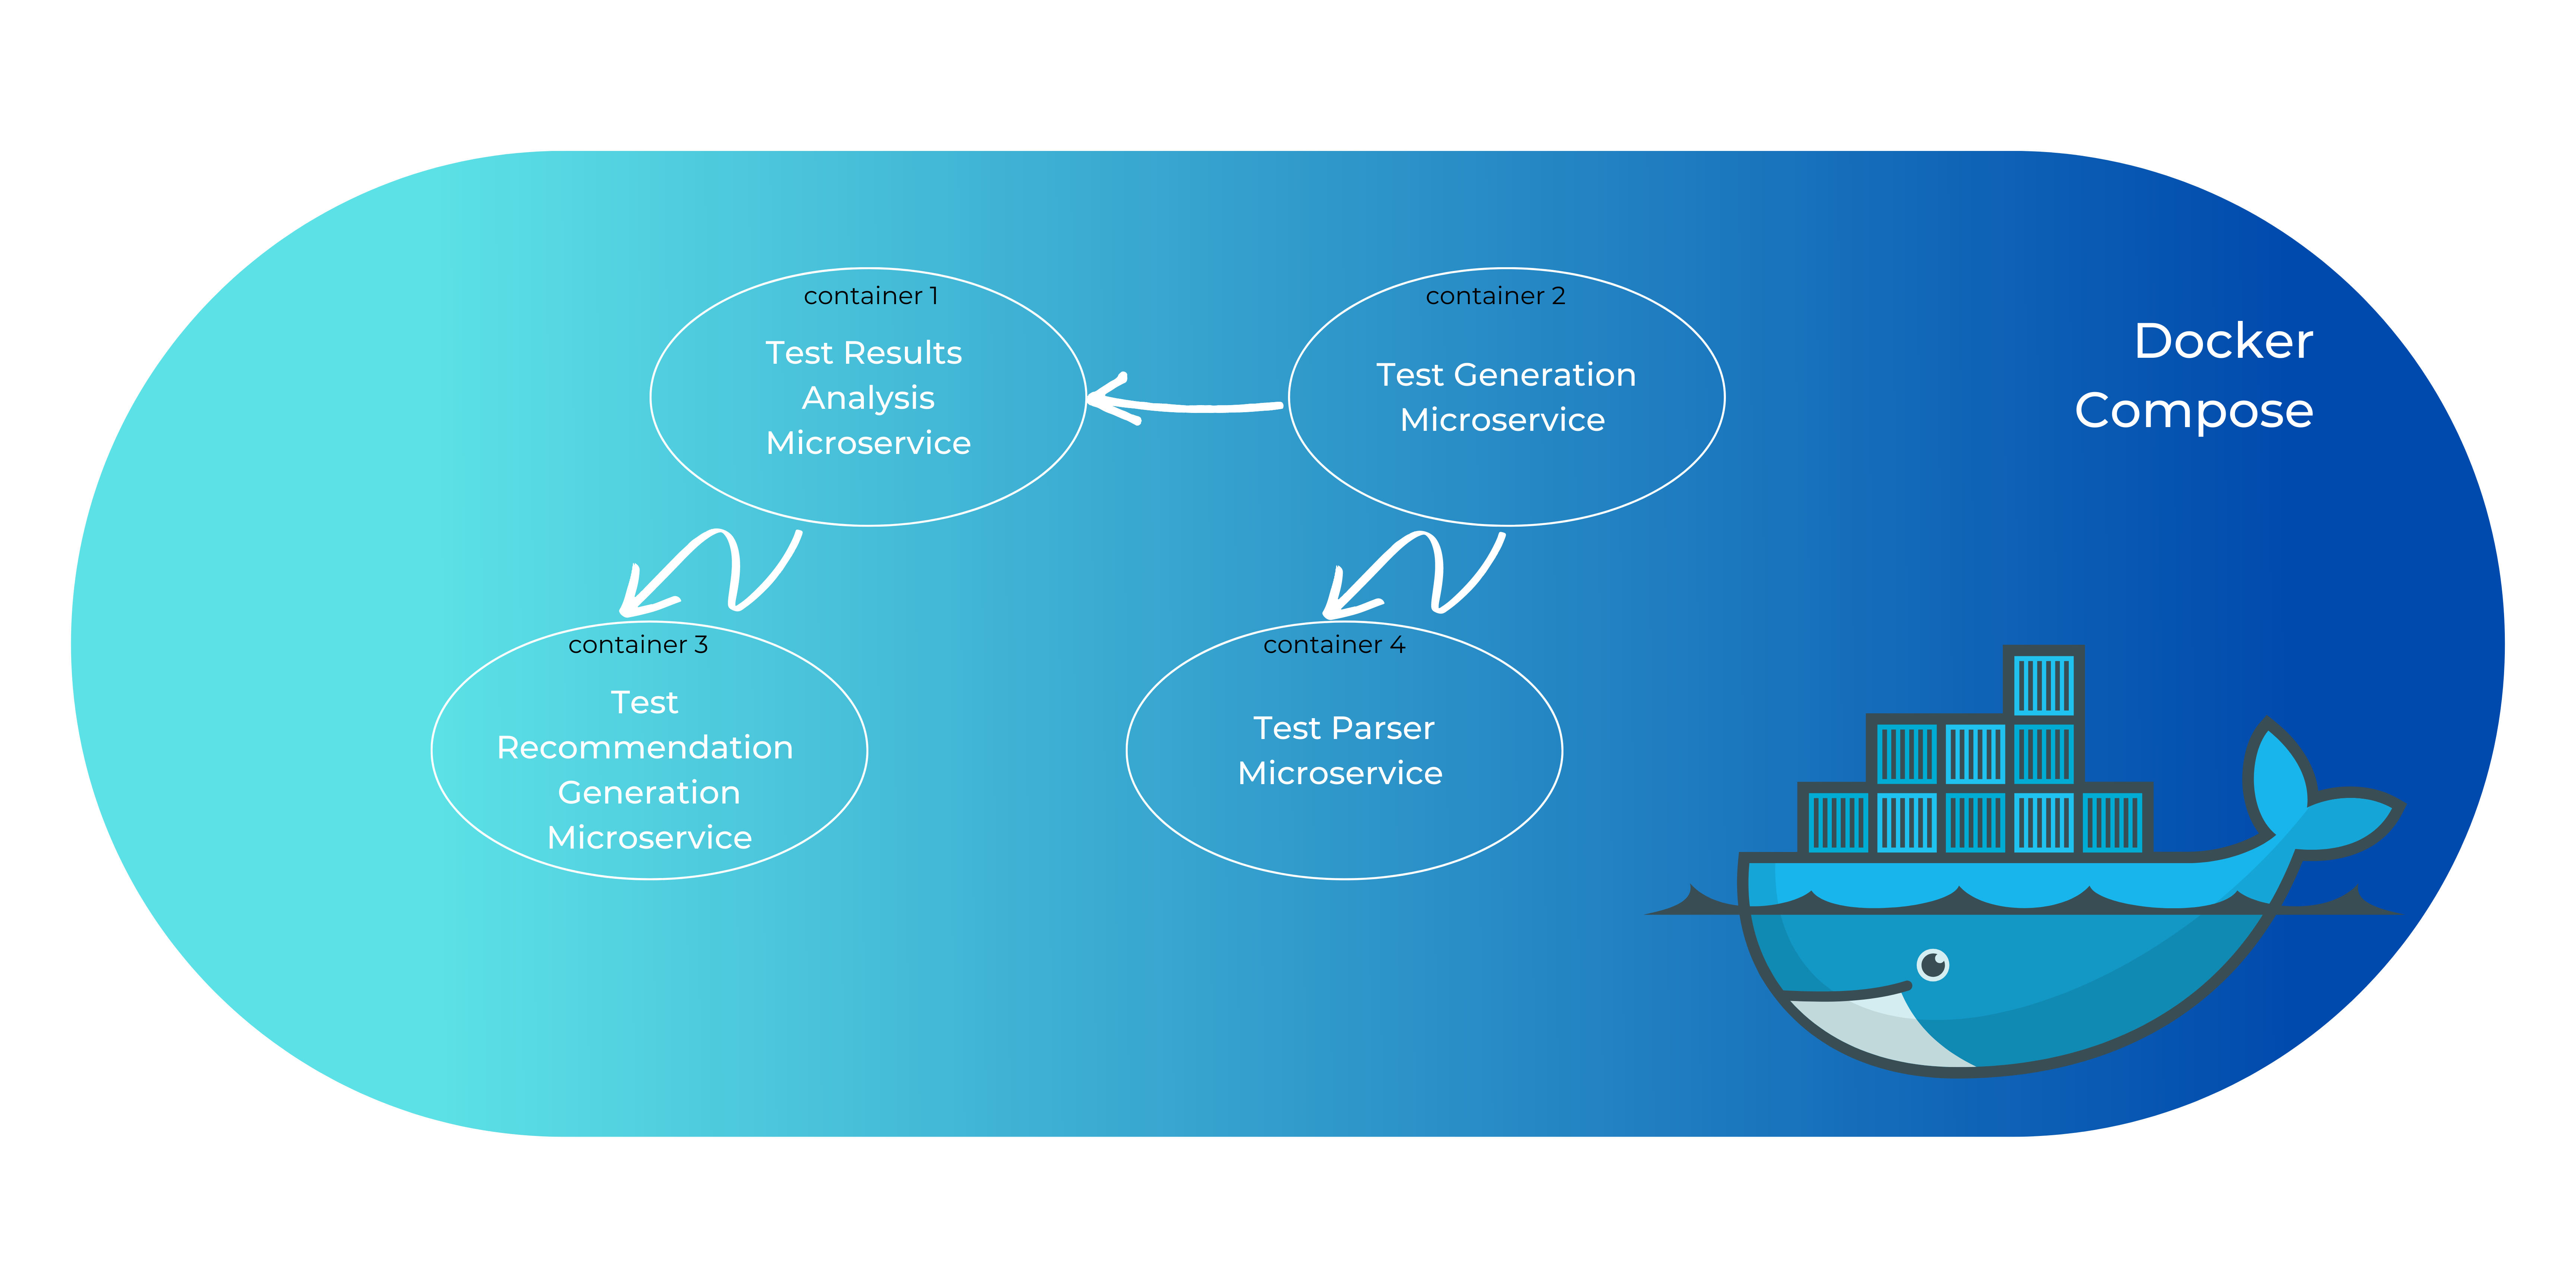 container 1
Test Results
Analysis
Microservice
container 2
Test Generation
Microservice
Docker
Compose
container 3
Test
Recommendation
Generation
Microservice
container 4
Test Parser
Microservice